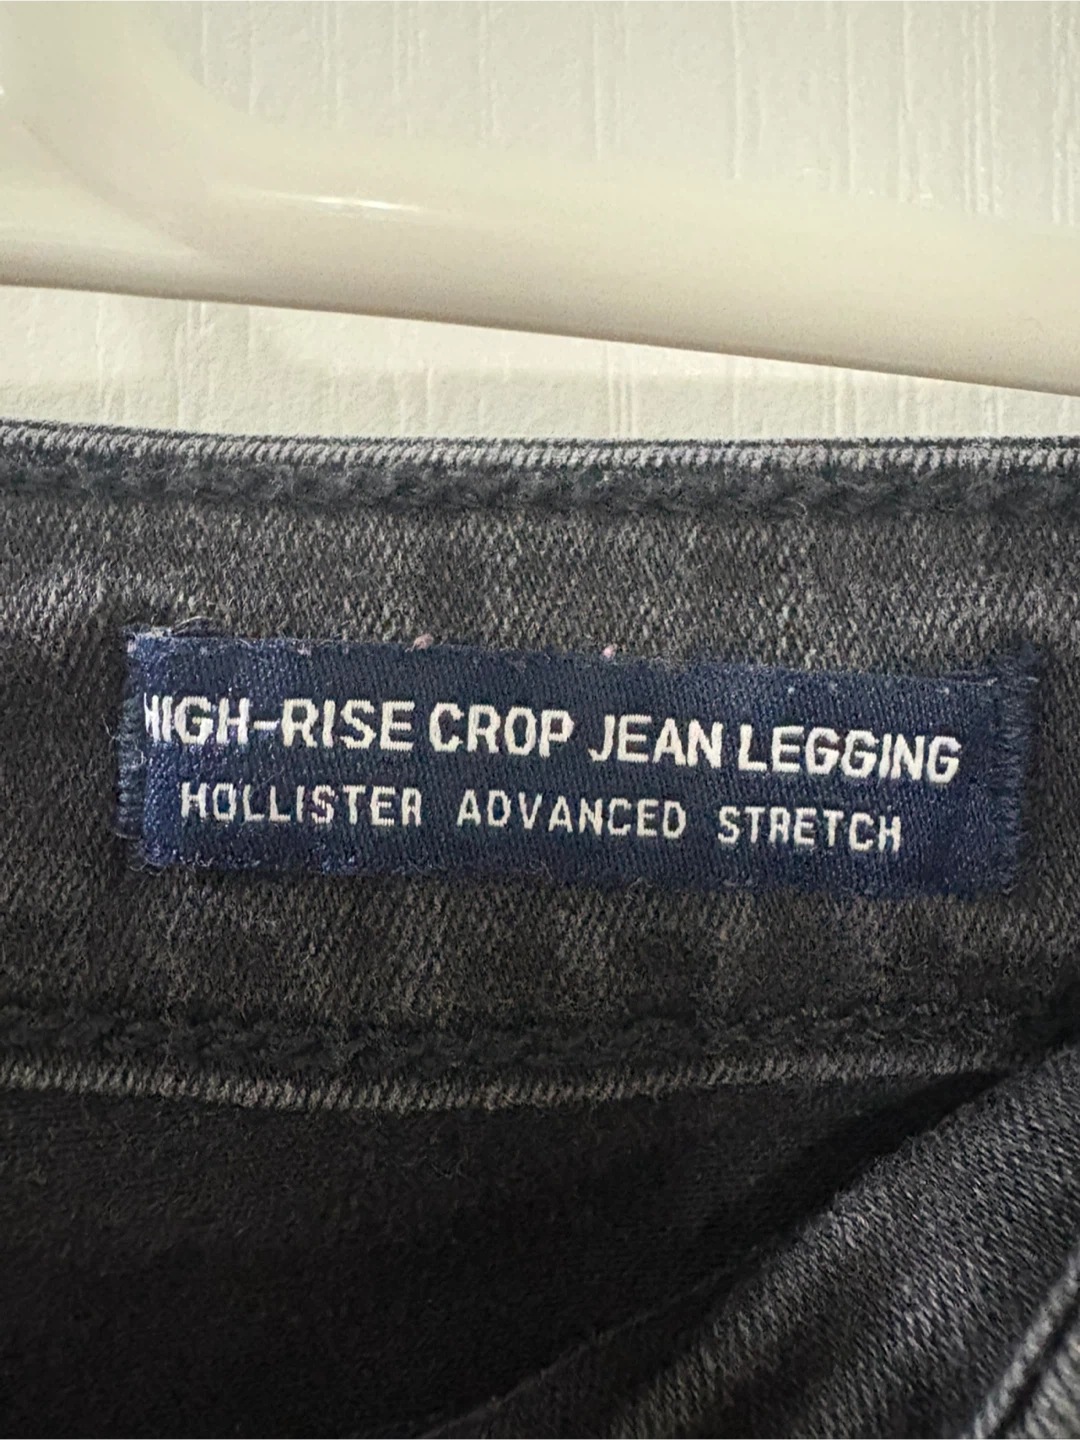 HIGH-RISE CROP JEAN LEGGING
HOLLISTER ADVANCED STRETCH